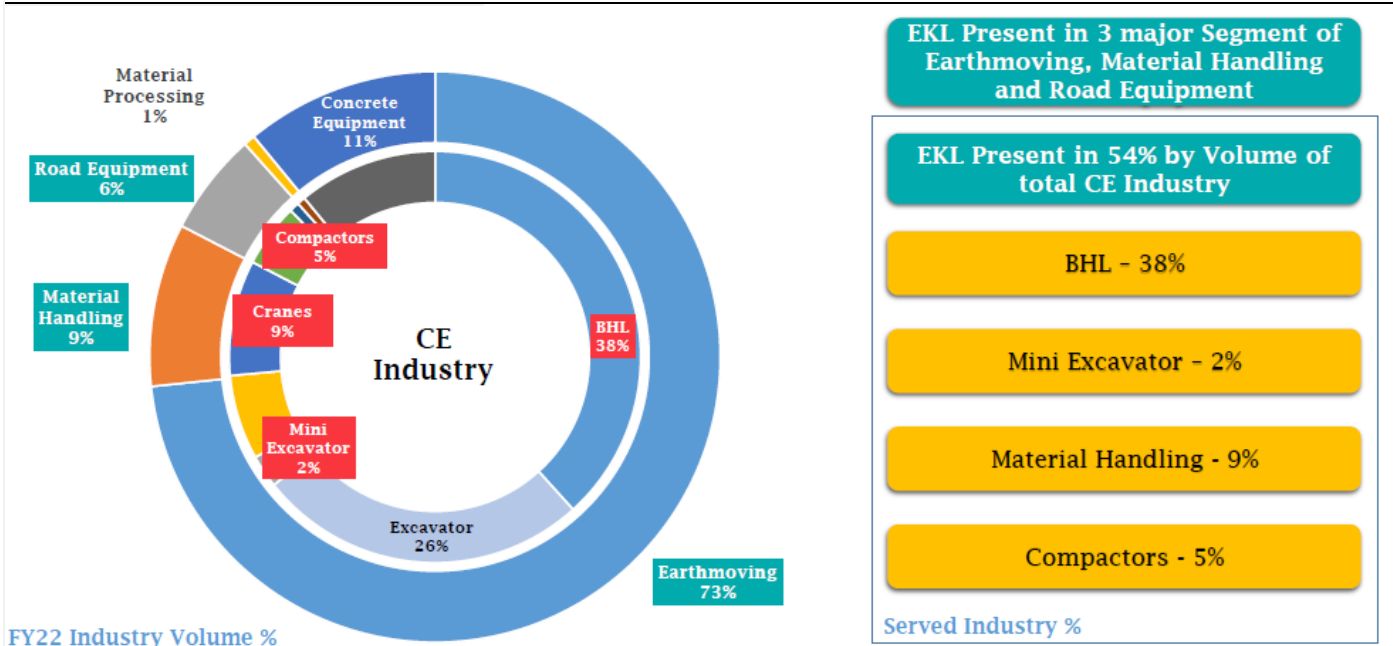 Material
Processing
1%
Concrete
Equipment
11%
Road Equipment
6%
Compactors
5%
Material
Handling
9%
Cranes
9%
CE
Industry
BHL
38%
Mini
Excavator
2%
Excavator
26%
Earthmoving
73%
FY22 Industry Volume %
EKL Present in 3 major Segment of
Earthmoving, Material Handling
and Road Equipment
EKL Present in 54% by Volume of
total CE Industry
BHL – 38%
Mini Excavator – 2%
Material Handling - 9%
Compactors - 5%
Served Industry %